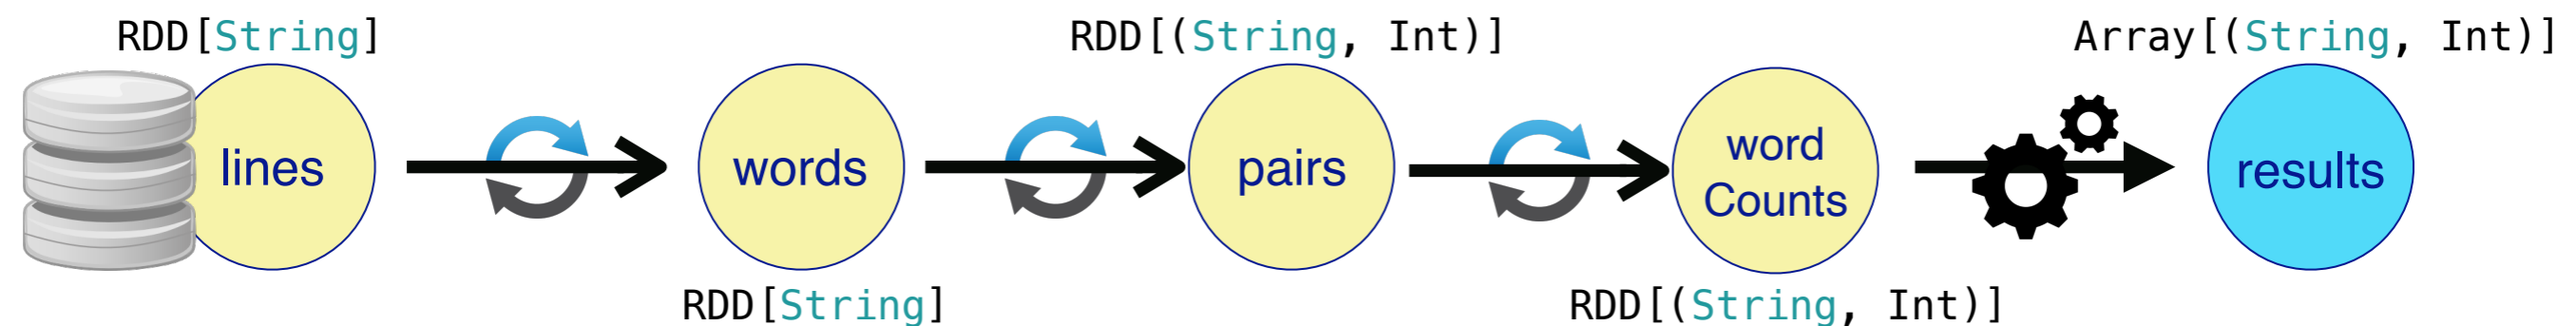 RDD[String]
RDD[(String, Int)]
Array[(String, Int)]
lines
words
pairs
word
Counts
results
RDD[String]
RDD[(String, Int)]